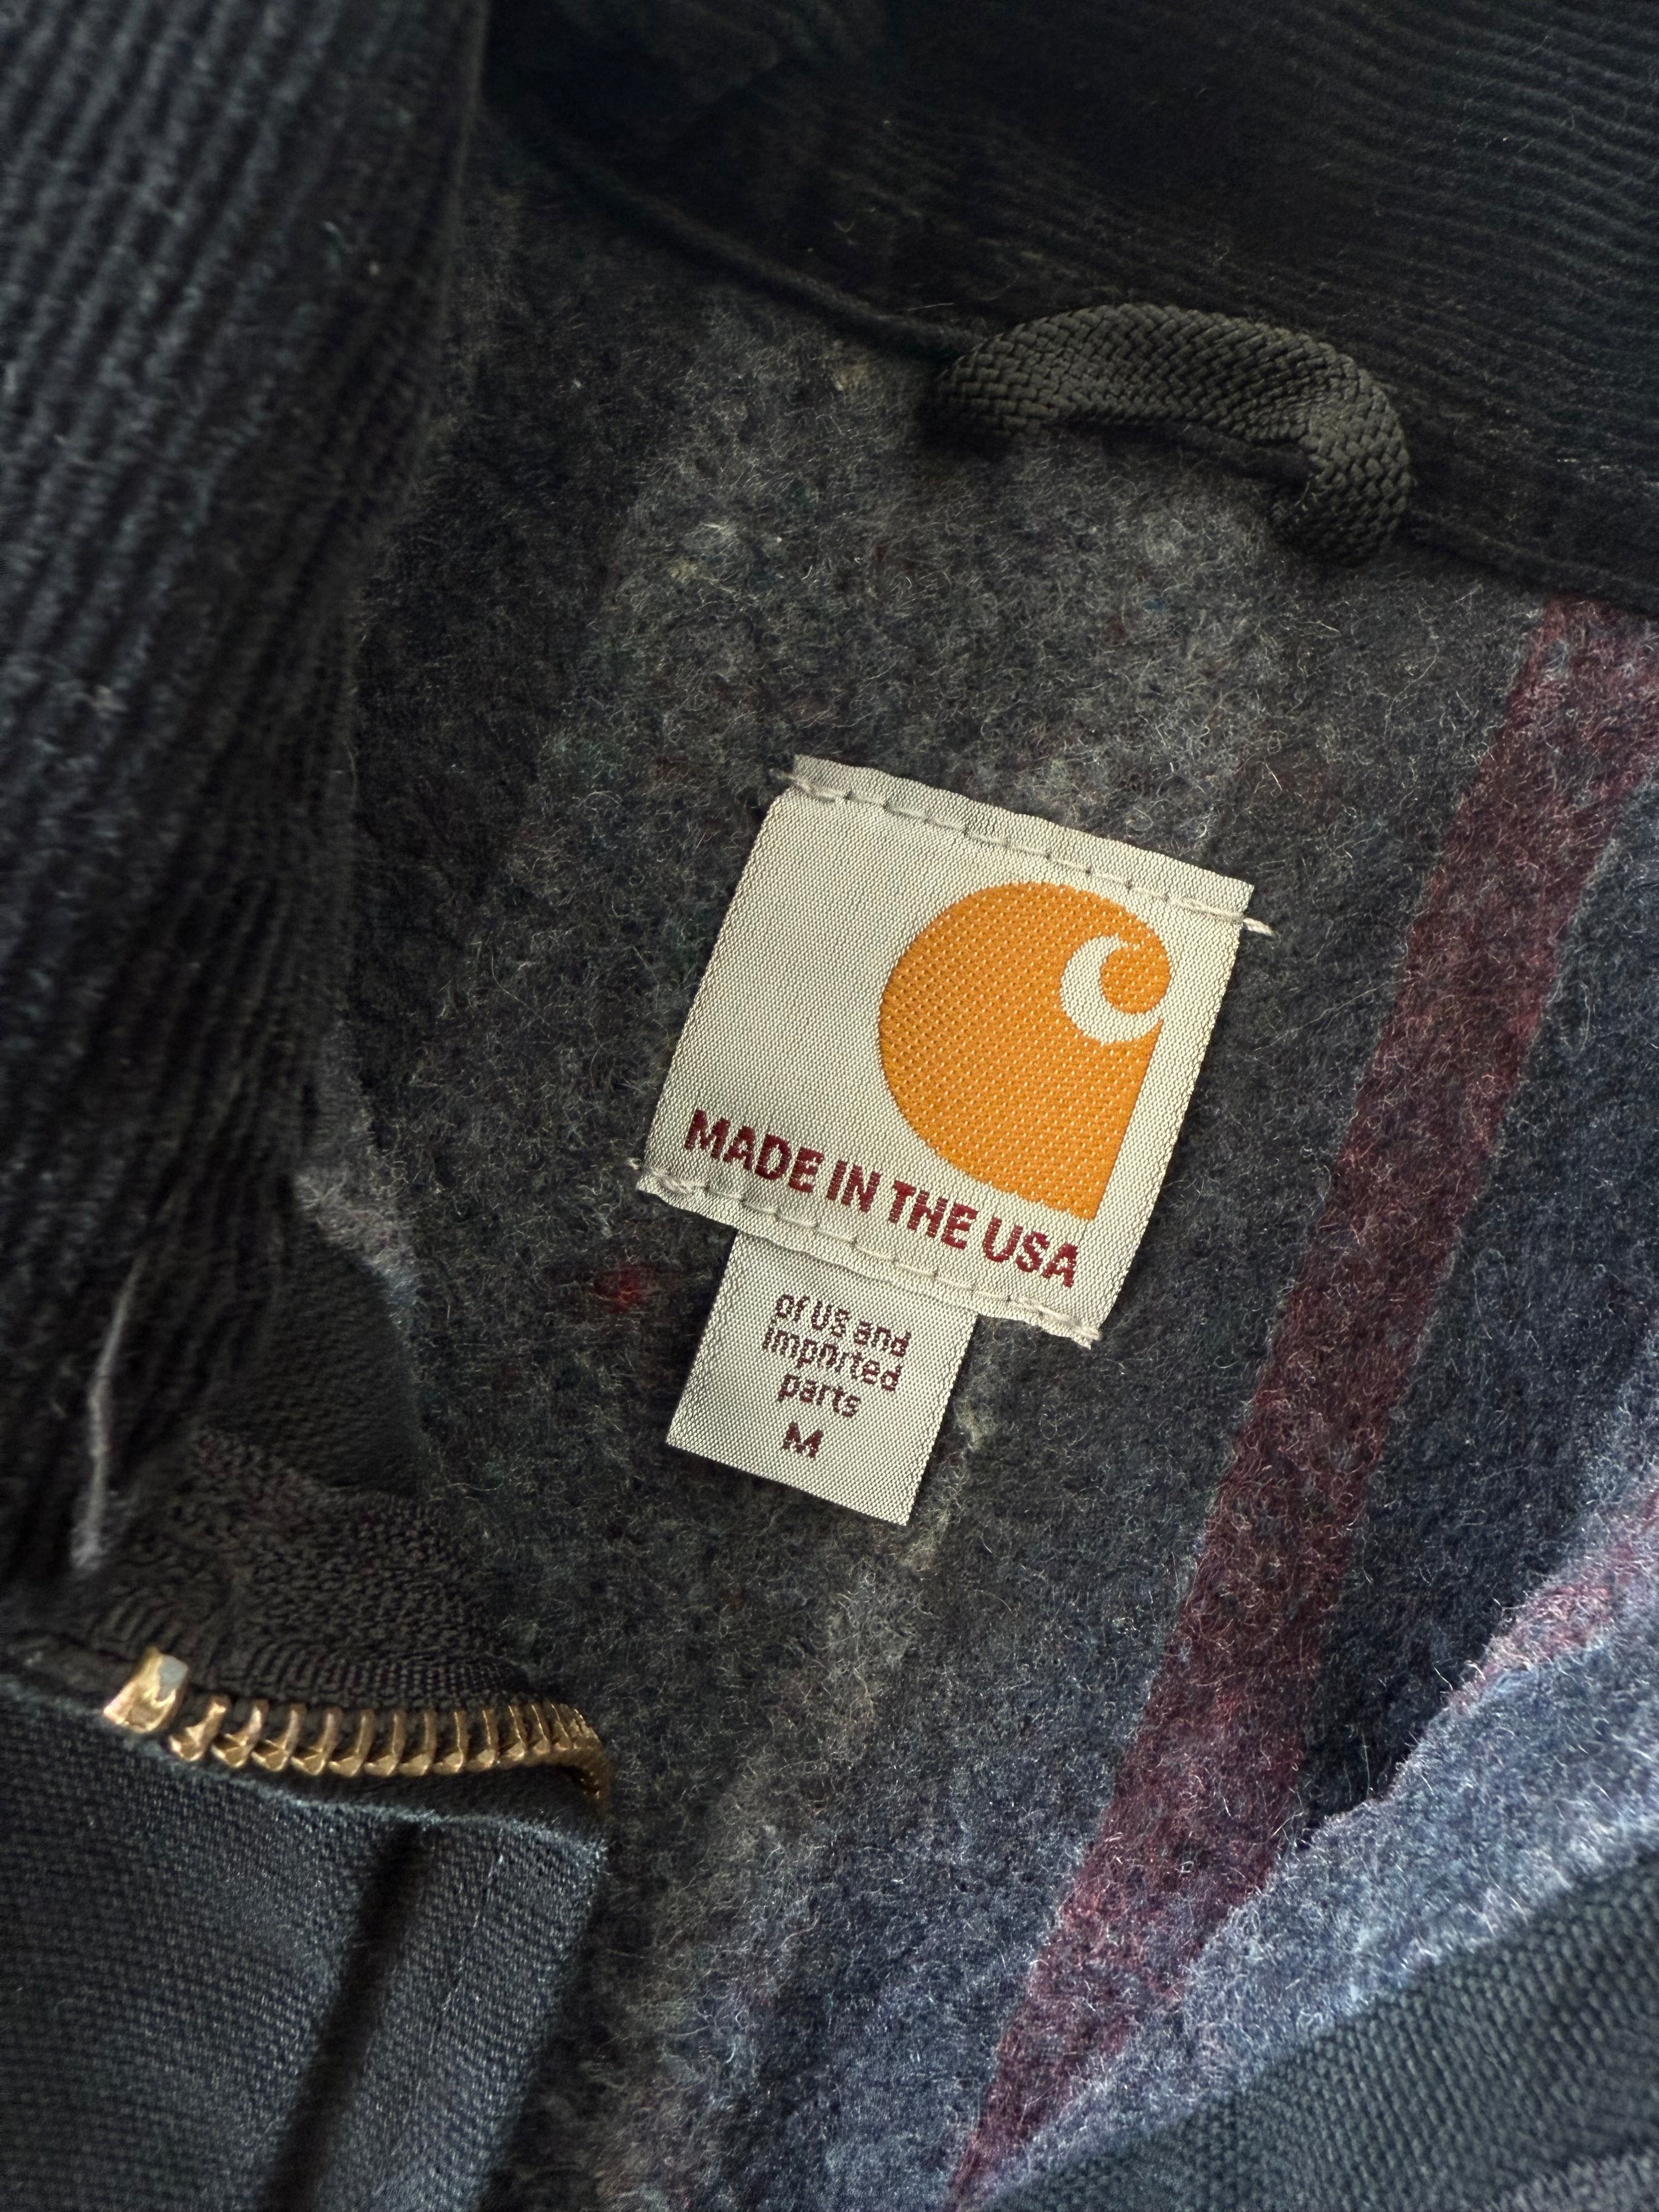 MADE IN THE USA
of US and
imported
parts
M